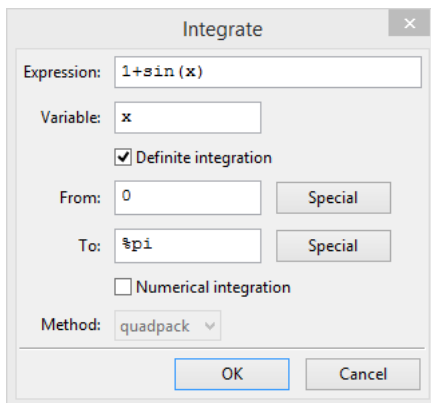 Integrate
Expression: 1+sin(x)
Variable: x
Definite integration
From: 0 Special
To: %pi Special
Numerical integration
Method: quadpack
OK Cancel